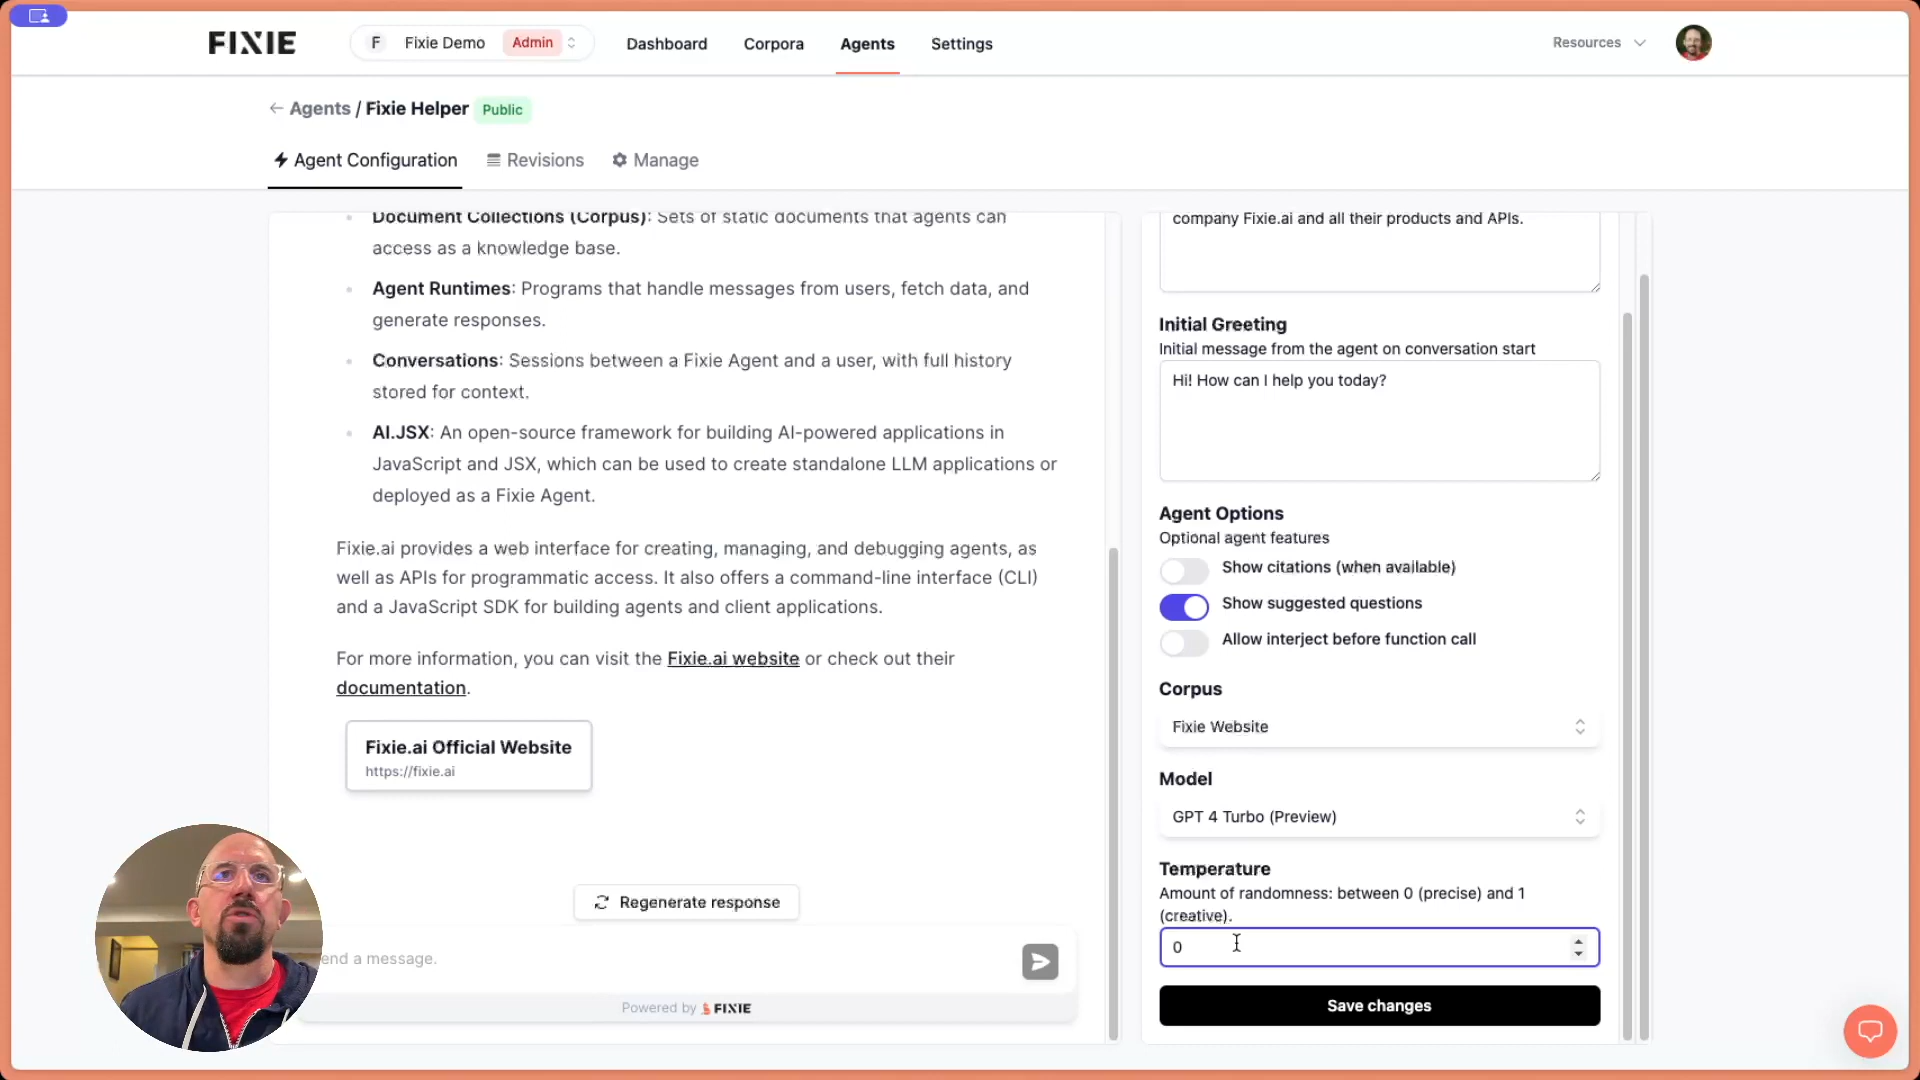 FIXIE
F Fixie Demo Admin
Dashboard
Corpora
Agents
Settings
Resources
← Agents / Fixie Helper Public
Agent Configuration
Revisions
Manage
Document Collections (Corpus): Sets of static documents that agents can
access as a knowledge base.
Agent Runtimes: Programs that handle messages from users, fetch data, and
generate responses.
Conversations: Sessions between a Fixie Agent and a user, with full history
stored for context.
AI.JSX: An open-source framework for building AI-powered applications in
JavaScript and JSX, which can be used to create standalone LLM applications or
deployed as a Fixie Agent.
Fixie.ai provides a web interface for creating, managing, and debugging agents, as
well as APIs for programmatic access. It also offers a command-line interface (CLI)
and a JavaScript SDK for building agents and client applications.
For more information, you can visit the Fixie.ai website or check out their
documentation.
Fixie.ai Official Website
https://fixie.ai
Regenerate response
end a message.
Powered by FIXIE
company Fixie.ai and all their products and APIs.
Initial Greeting
Initial message from the agent on conversation start
Hi! How can I help you today?
Agent Options
Optional agent features
Show citations (when available)
Show suggested questions
Allow interject before function call
Corpus
Fixie Website
Model
GPT 4 Turbo (Preview)
Temperature
Amount of randomness: between 0 (precise) and 1
(creative).
0
Save changes